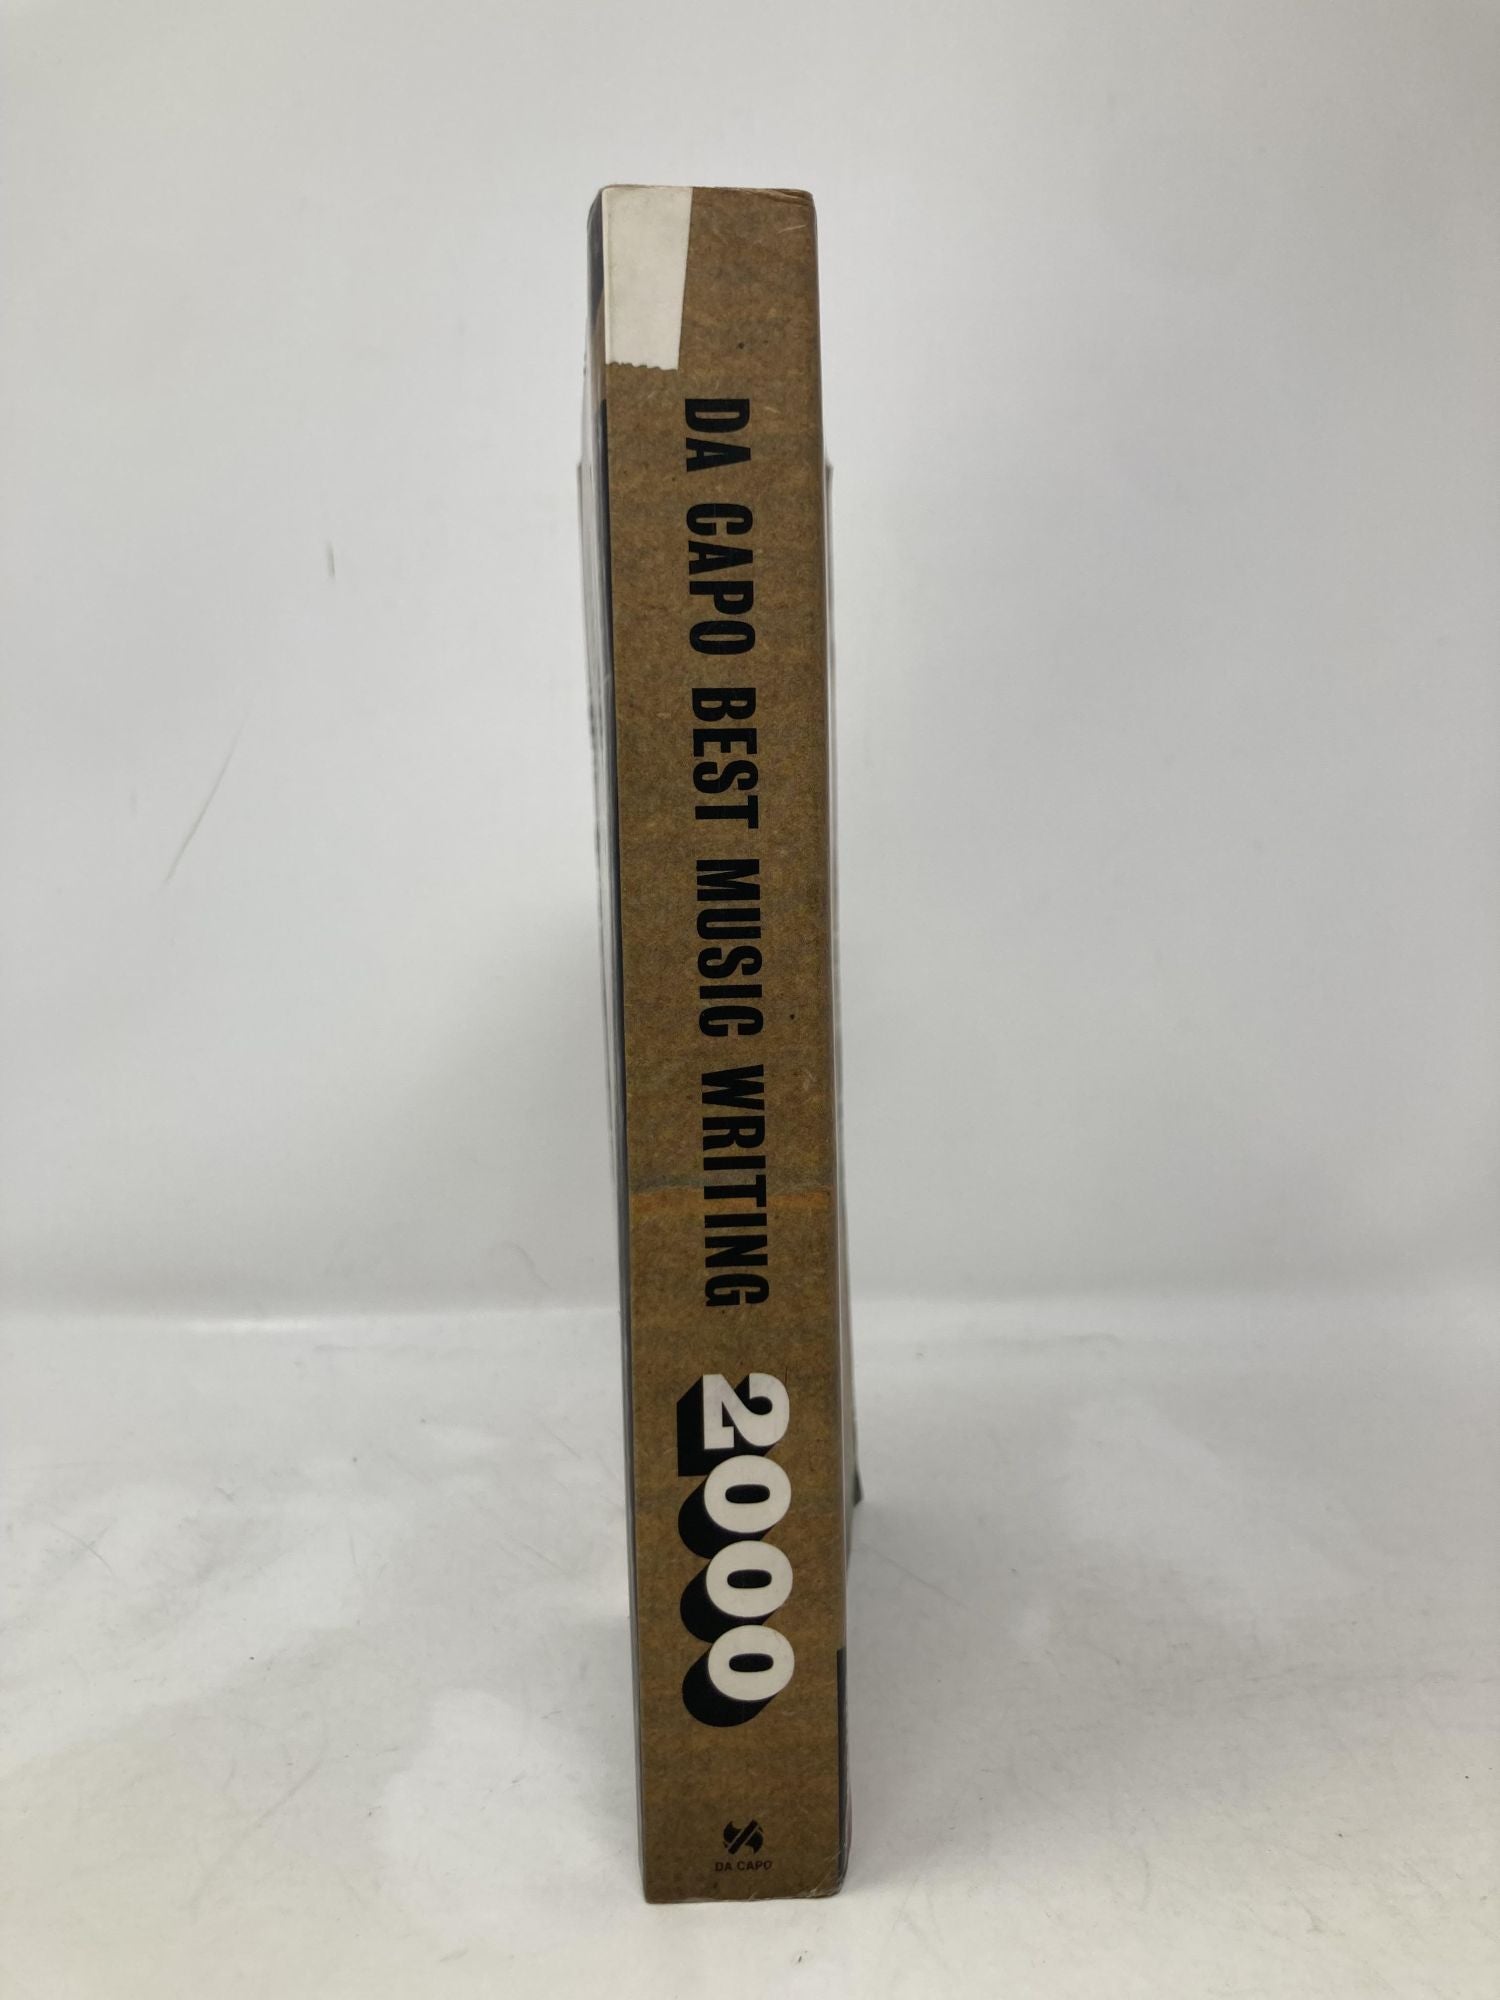 DA CAPO BEST MUSIC WRITING 2000
DA CAPO